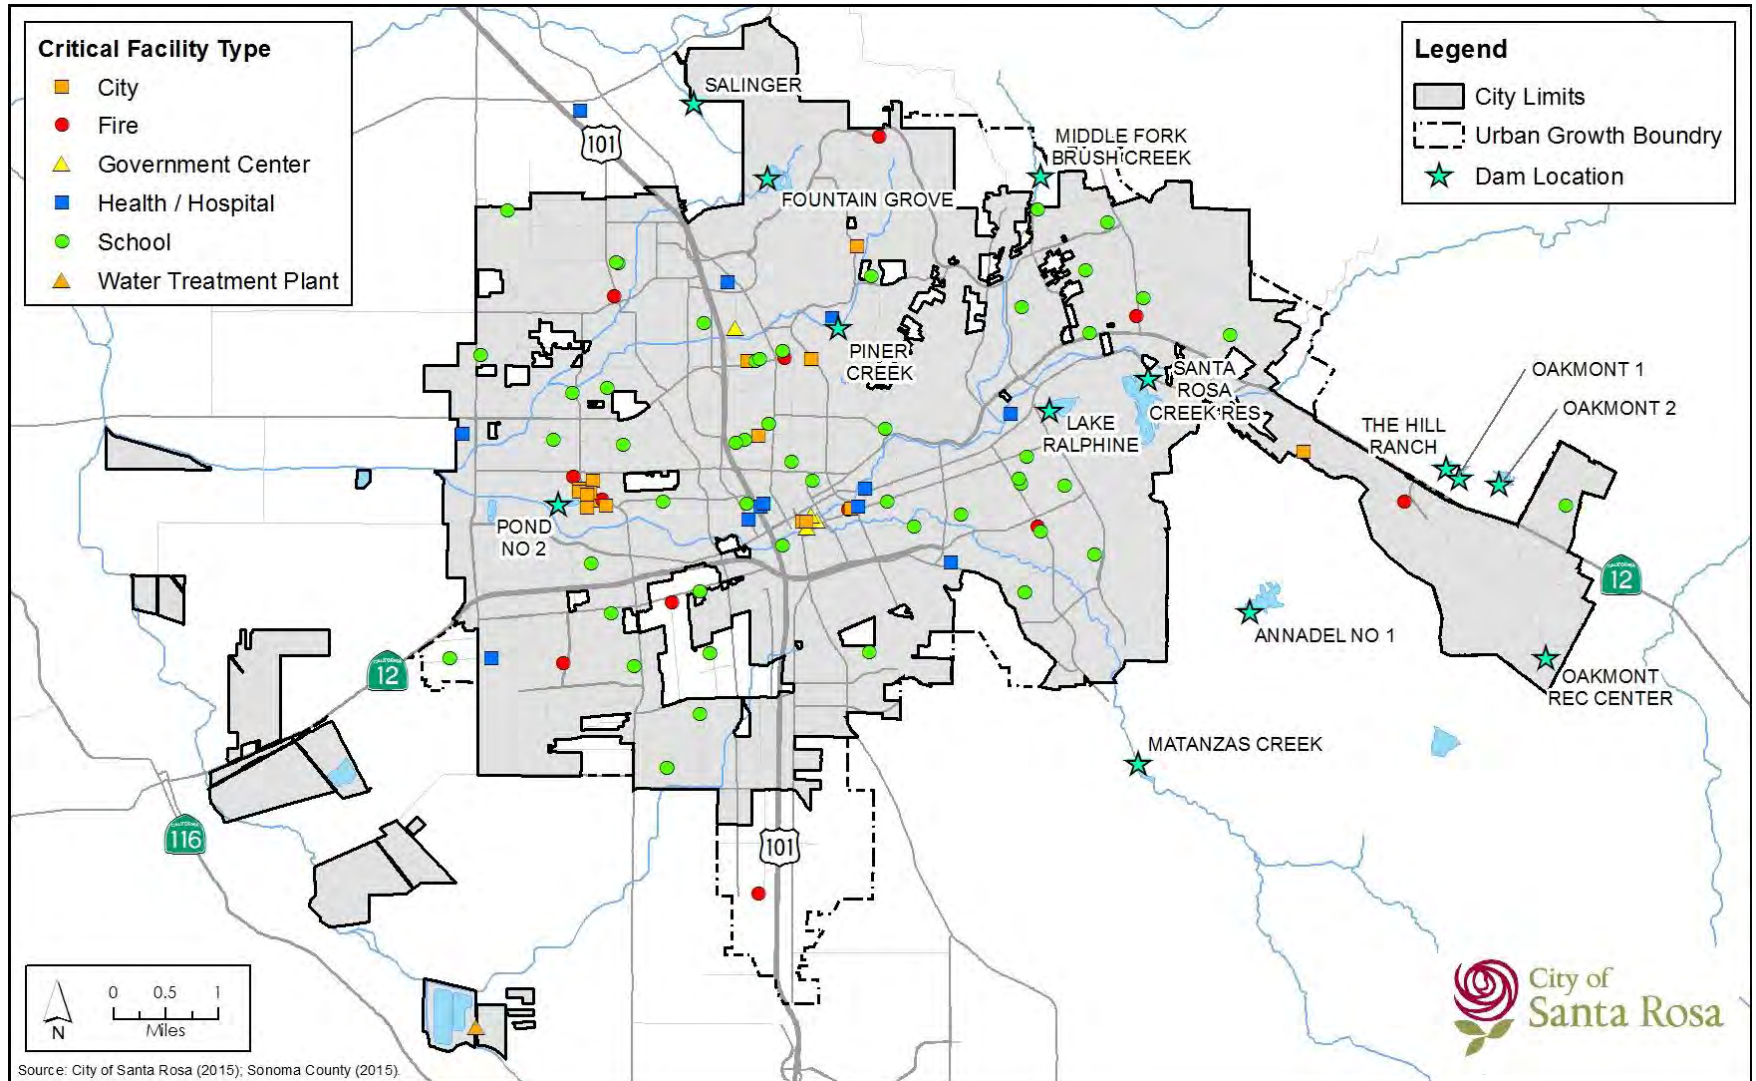 Critical Facility Type
City
Fire
Government Center
Health / Hospital
School
Water Treatment Plant
Legend
City Limits
Urban Growth Boundry
Dam Location
SALINGER
101
MIDDLE FORK
BRUSH CREEK
FOUNTAIN GROVE
PINER
CREEK
SANTA
ROSA
CREEK RES
LAKE
RALPHINE
OAKMONT 1
OAKMONT 2
THE HILL
RANCH
POND
NO 2
CALIFORNIA
12
ANNADEL NO 1
CALIFORNIA
12
OAKMONT
REC CENTER
MATANZAS CREEK
CALIFORNIA
116
101
0 0.5 1
Miles
N
City of
Santa Rosa
Source: City of Santa Rosa (2015); Sonoma County (2015).